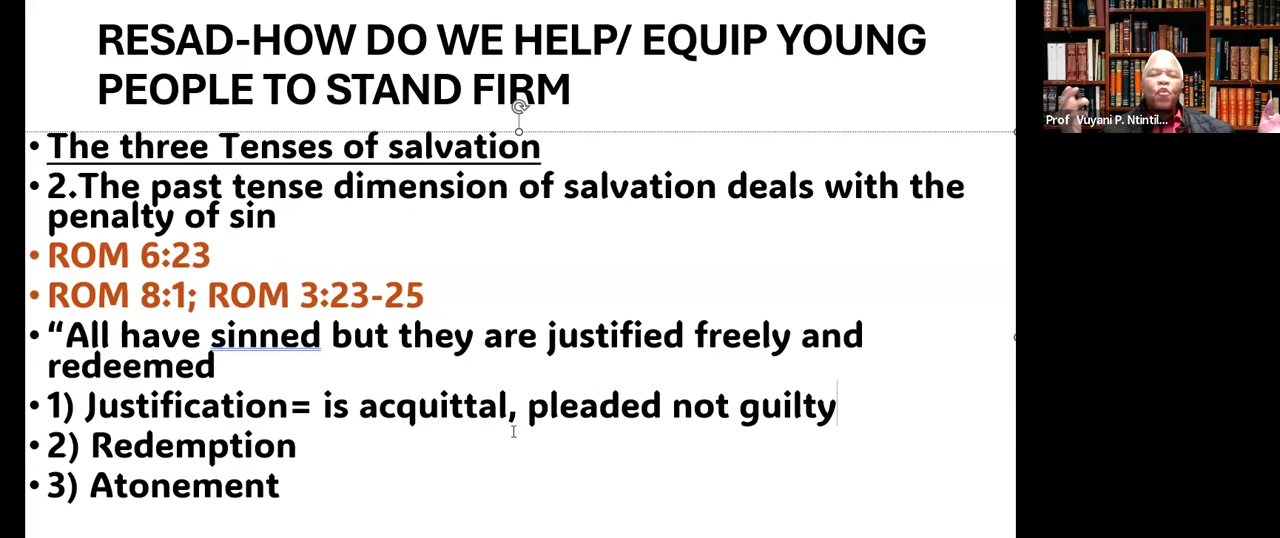 RESAD-HOW DO WE HELP/ EQUIP YOUNG
PEOPLE TO STAND FIRM
• The three Tenses of salvation
• 2.The past tense dimension of salvation deals with the
penalty of sin
• ROM 6:23
• ROM 8:1; ROM 3:23-25
• “All have sinned but they are justified freely and
redeemed
• 1) Justification= is acquittal, pleaded not guilty
• 2) Redemption
• 3) Atonement
Prof Vuyani P. Ntintil...